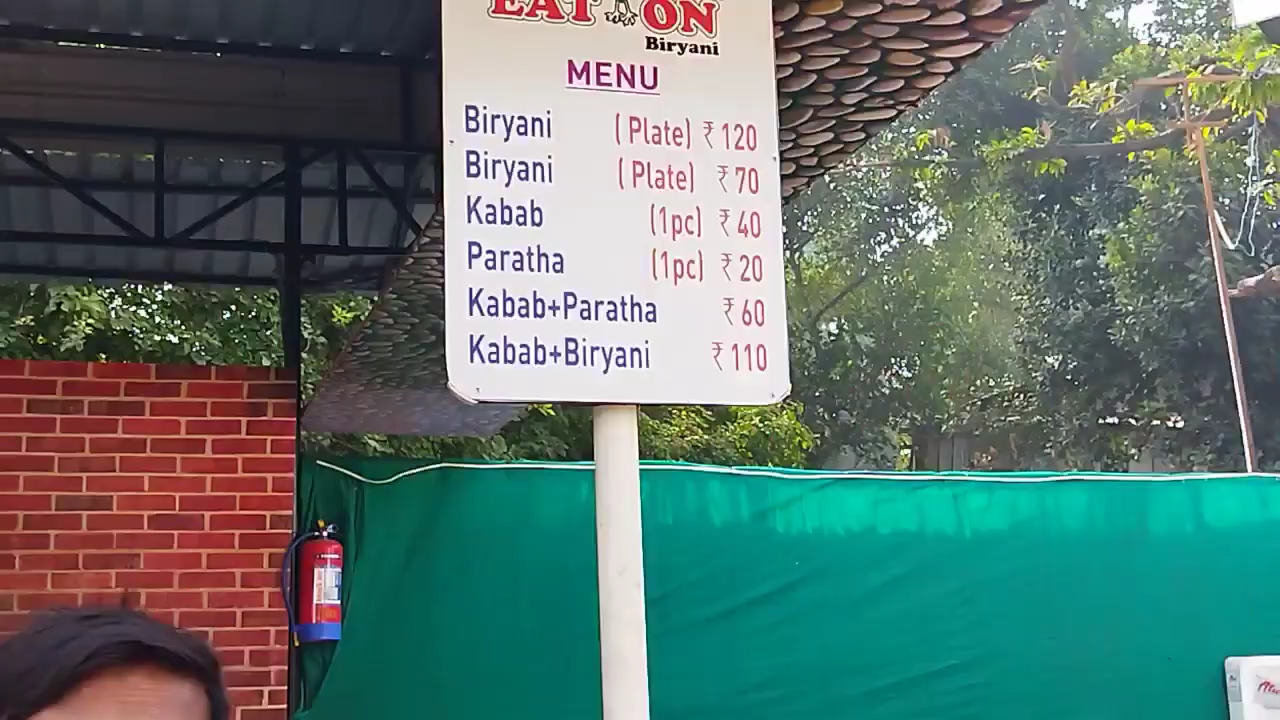 EAT ON
Biryani
MENU
Biryani (Plate) ₹ 120
Biryani (Plate) ₹ 70
Kabab (1pc) ₹ 40
Paratha (1pc) ₹ 20
Kabab+Paratha ₹ 60
Kabab+Biryani ₹ 110